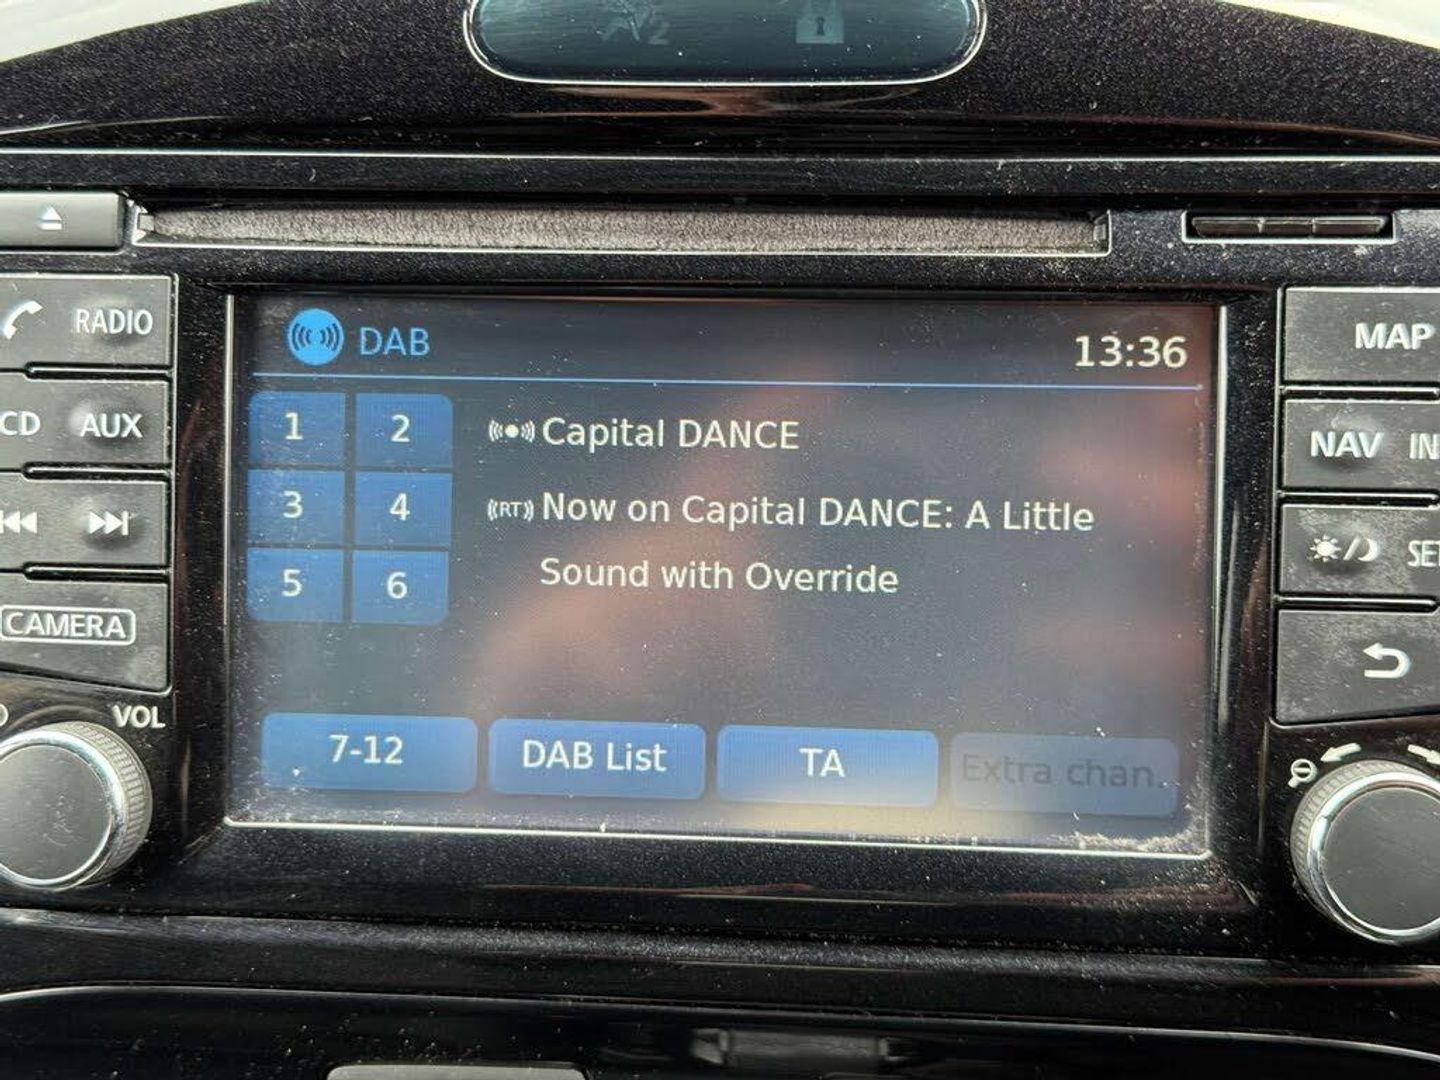 RADIO
CD AUX
CAMERA
VOL
DAB 13:36
1 2
3 4
5 6
Capital DANCE
RT Now on Capital DANCE: A Little
Sound with Override
7-12 DAB List TA Extra chan.
MAP
NAV